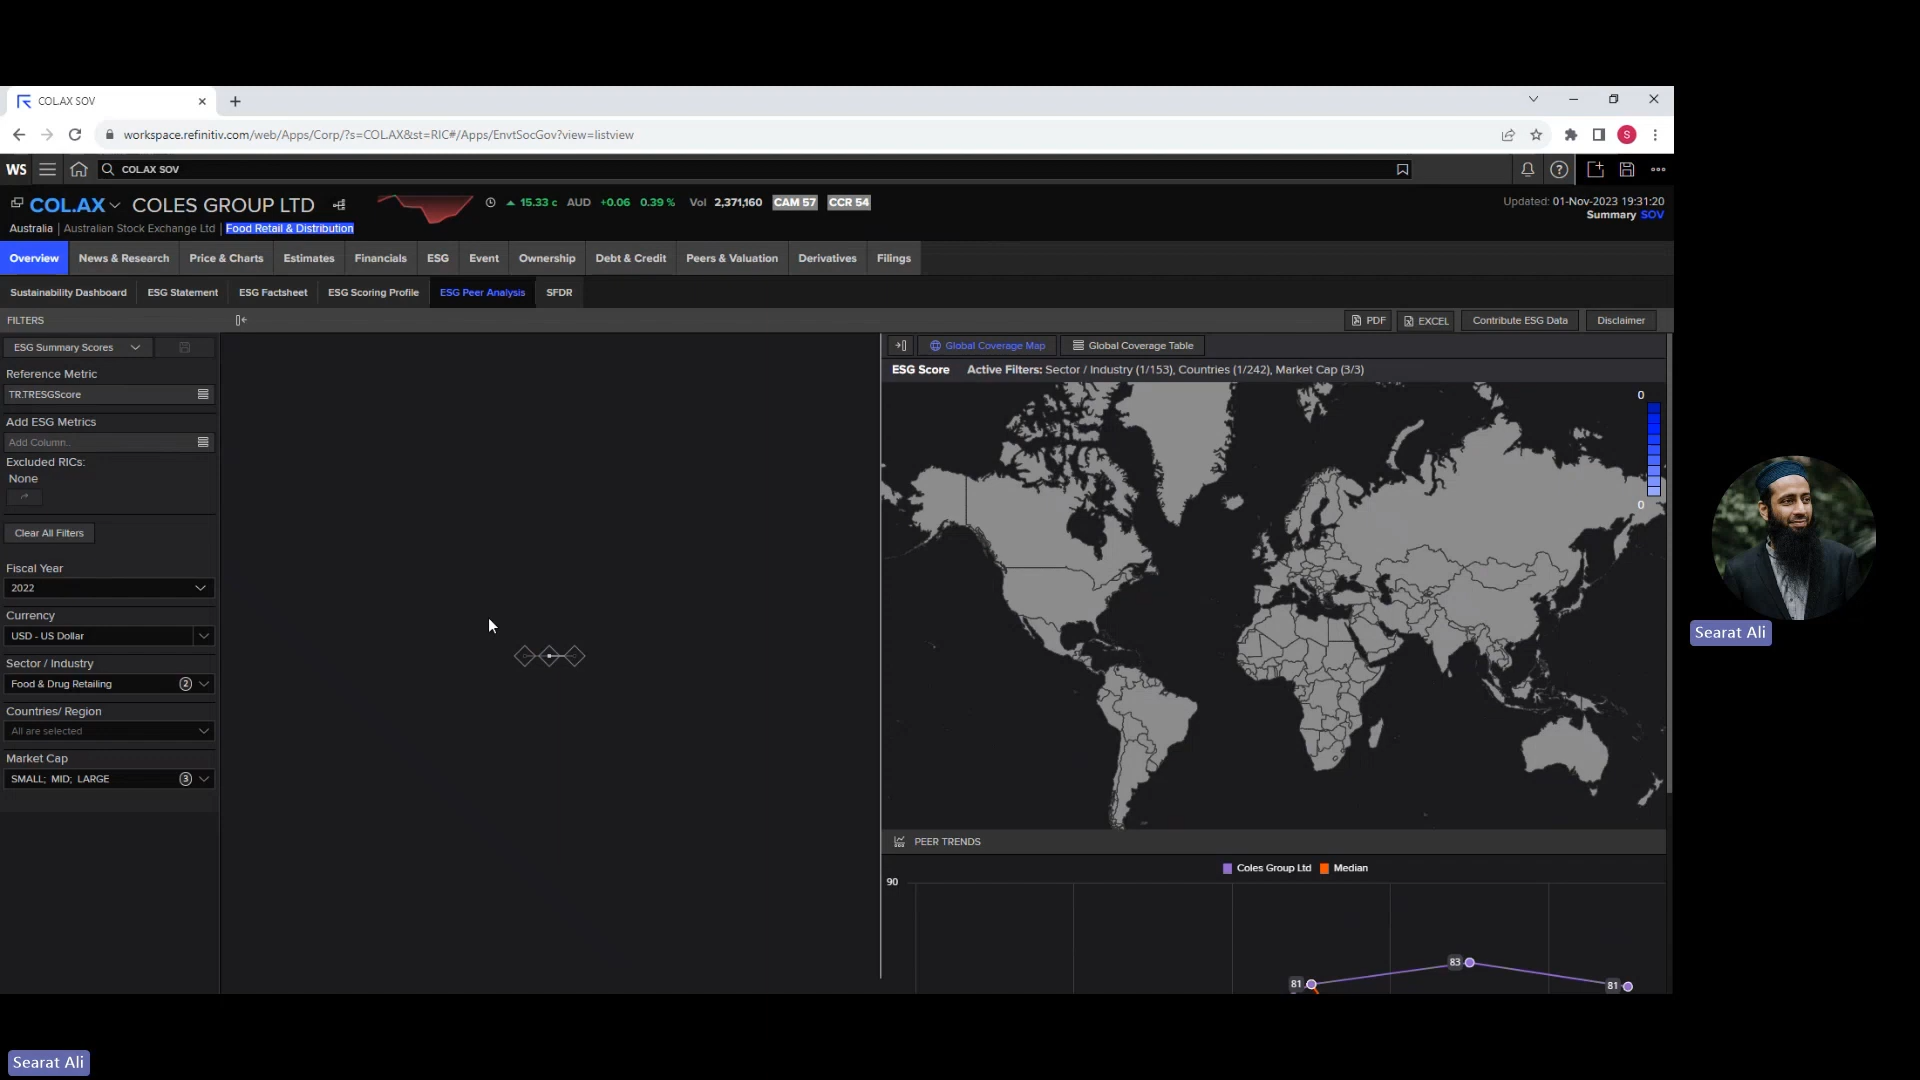 COL.AX SOV
workspace.refinitiv.com/web/Apps/Corp/?s=COL.AX&st=RIC#/Apps/EnvtSocGov?view=listview
S
WS
COL.AX SOV
COL.AX COLES GROUP LTD 15.33 c AUD +0.06 0.39 % Vol 2,371,160 CAM 57 CCR 54
Updated: 01-Nov-2023 19:31:20
Summary SOV
Australia | Australian Stock Exchange Ltd | Food Retail & Distribution
Overview News & Research Price & Charts Estimates Financials ESG Event Ownership Debt & Credit Peers & Valuation Derivatives Filings
Sustainability Dashboard ESG Statement ESG Factsheet ESG Scoring Profile ESG Peer Analysis SFDR
FILTERS
PDF EXCEL Contribute ESG Data Disclaimer
ESG Summary Scores
Reference Metric
TR.TRESGScore
Add ESG Metrics
Add Column..
Excluded RICs:
None
Clear All Filters
Fiscal Year
2022
Currency
USD - US Dollar
Sector / Industry
Food & Drug Retailing 2
Countries/ Region
All are selected
Market Cap
SMALL; MID; LARGE 3
Global Coverage Map Global Coverage Table
ESG Score Active Filters: Sector / Industry (1/153), Countries (1/242), Market Cap (3/3)
0
0
PEER TRENDS
Coles Group Ltd Median
90
81
83
81
Searat Ali
Searat Ali